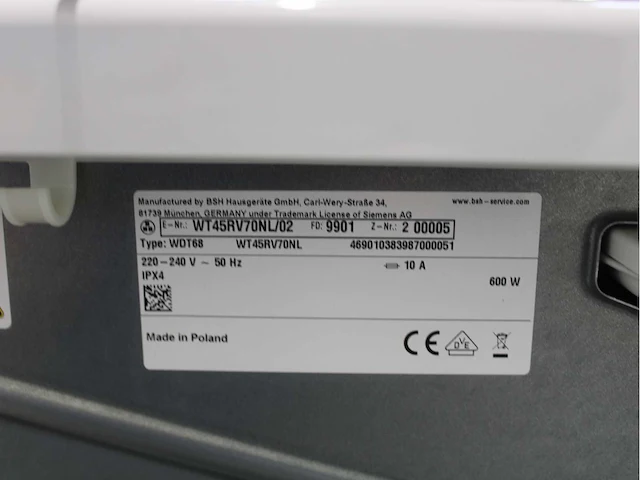 Manufactured by BSH Hausgeräte GmbH, Carl-Wery-Straße 34, www.bsh-service.com
81739 München, GERMANY under Trademark License of Siemens AG
E-Nr.: WT45RV70NL/02 FD: 9901 Z-Nr.: 2 00005
Type: WDT68 WT45RV70NL 469010383987000051
220-240 V ~ 50 Hz 10 A
IPX4 600 W
Made in Poland CE DVE